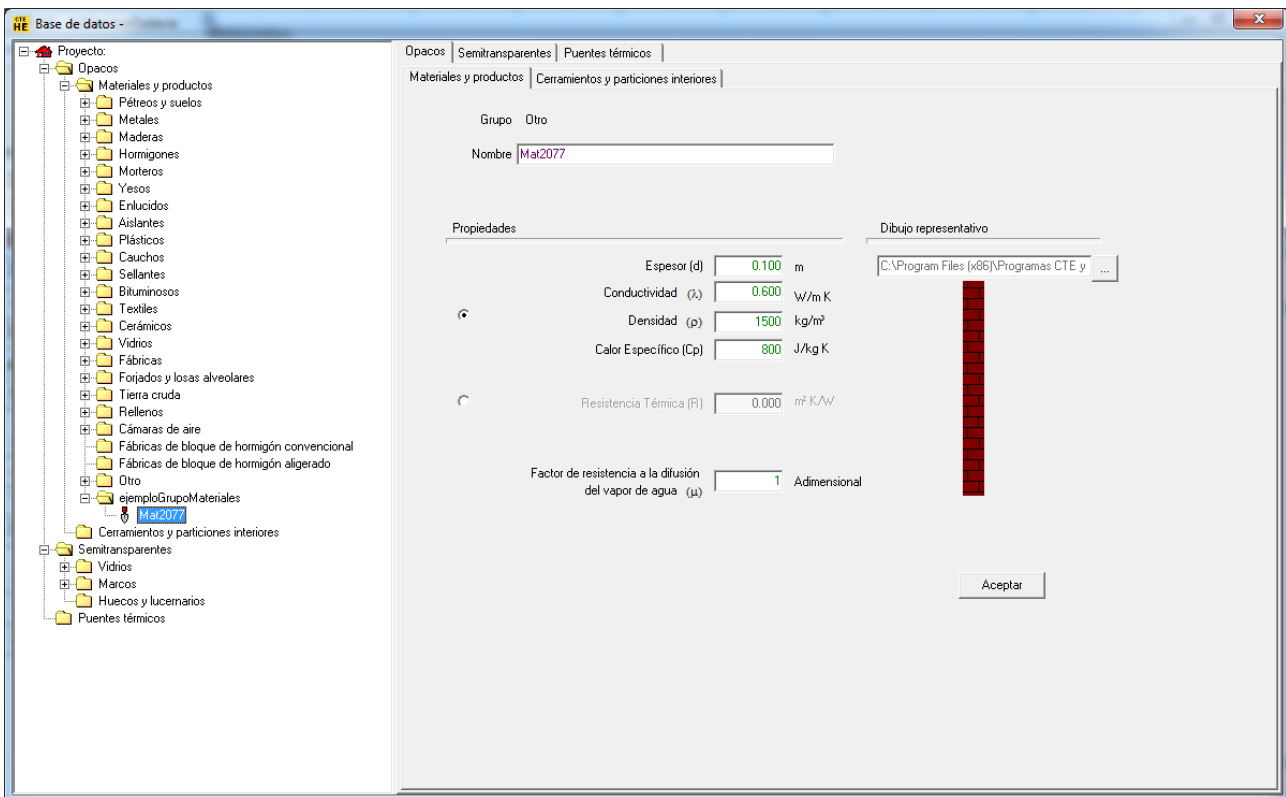 CTE HE Base de datos -
Proyecto:
Opacos
Materiales y productos
Pétreos y suelos
Metales
Maderas
Hormigones
Morteros
Yesos
Enlucidos
Aislantes
Plásticos
Cauchos
Sellantes
Bituminosos
Textiles
Cerámicos
Vidrios
Fábricas
Forjados y losas alveolares
Tierra cruda
Rellenos
Cámaras de aire
Fábricas de bloque de hormigón convencional
Fábricas de bloque de hormigón aligerado
Otro
ejemploGrupoMateriales
Mat2077
Cerramientos y particiones interiores
Semitransparentes
Vidrios
Marcos
Huecos y lucernarios
Puentes térmicos
Opacos Semitransparentes Puentes térmicos
Materiales y productos Cerramientos y particiones interiores
Grupo Otro
Nombre Mat2077
Propiedades Dibujo representativo
Espesor (d) 0.100 m C:\Program Files (x86)\Programas CTE y ...
Conductividad (λ) 0.600 W/m K
Densidad (ρ) 1500 kg/m³
Calor Específico (Cp) 800 J/kg K
Resistencia Térmica (R) 0.000 m² K/W
Factor de resistencia a la difusión
del vapor de agua (μ) 1 Adimensional
Aceptar